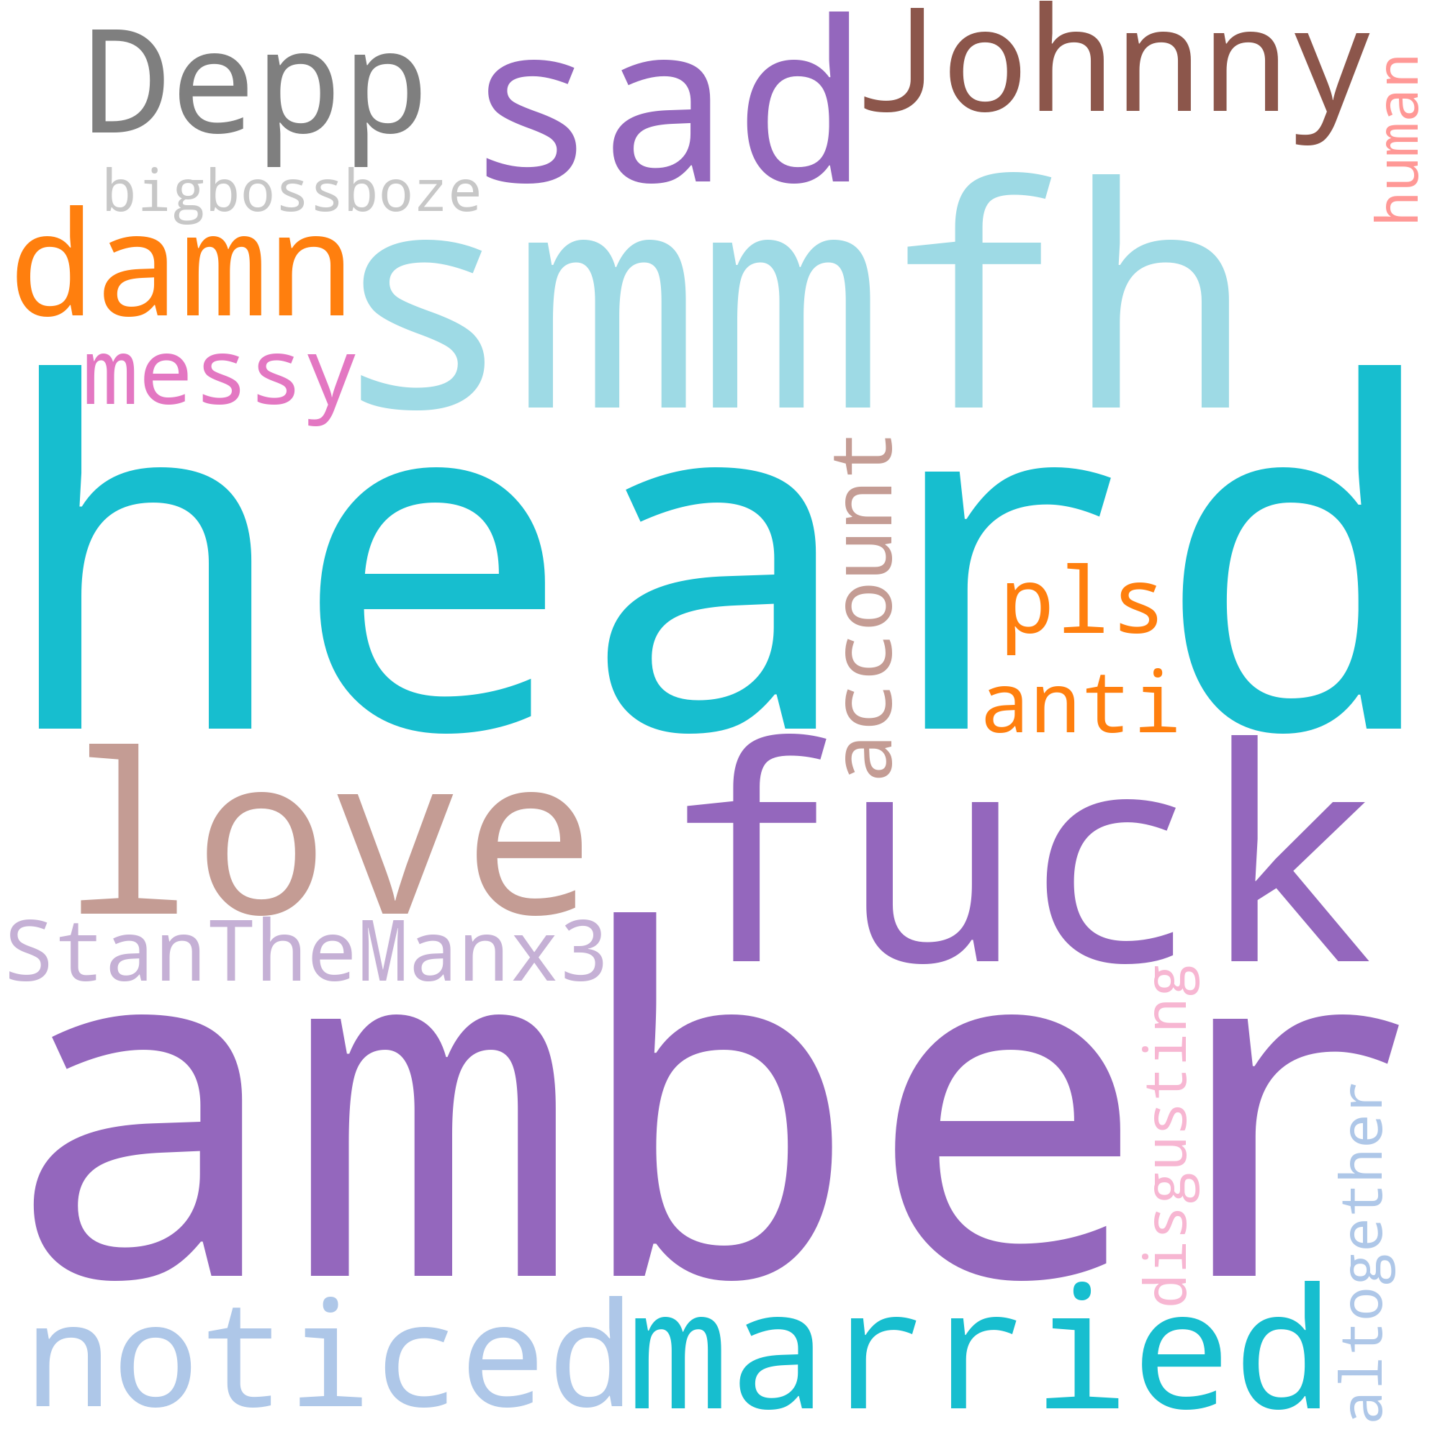 Depp
sad
Johnny
human
bigbossboze
damn
smmfh
messy
heard
account
pls
anti
love
fuck
StanTheManx3
amber
disgusting
altogether
noticed
married